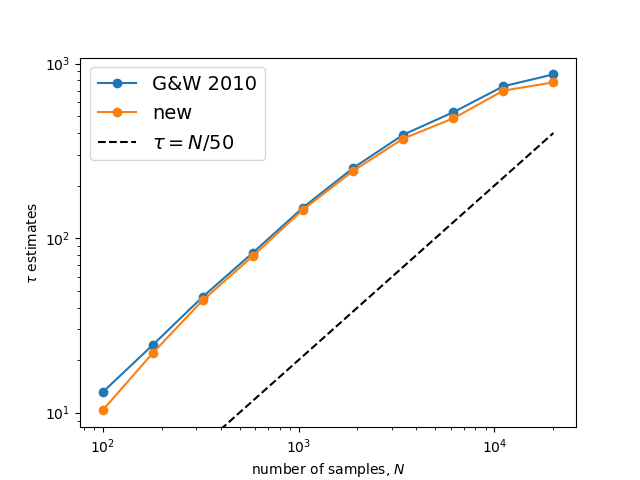 G&W 2010
new
τ = N/50
10³
10²
10¹
τ estimates
10² 10³ 10⁴
number of samples, N